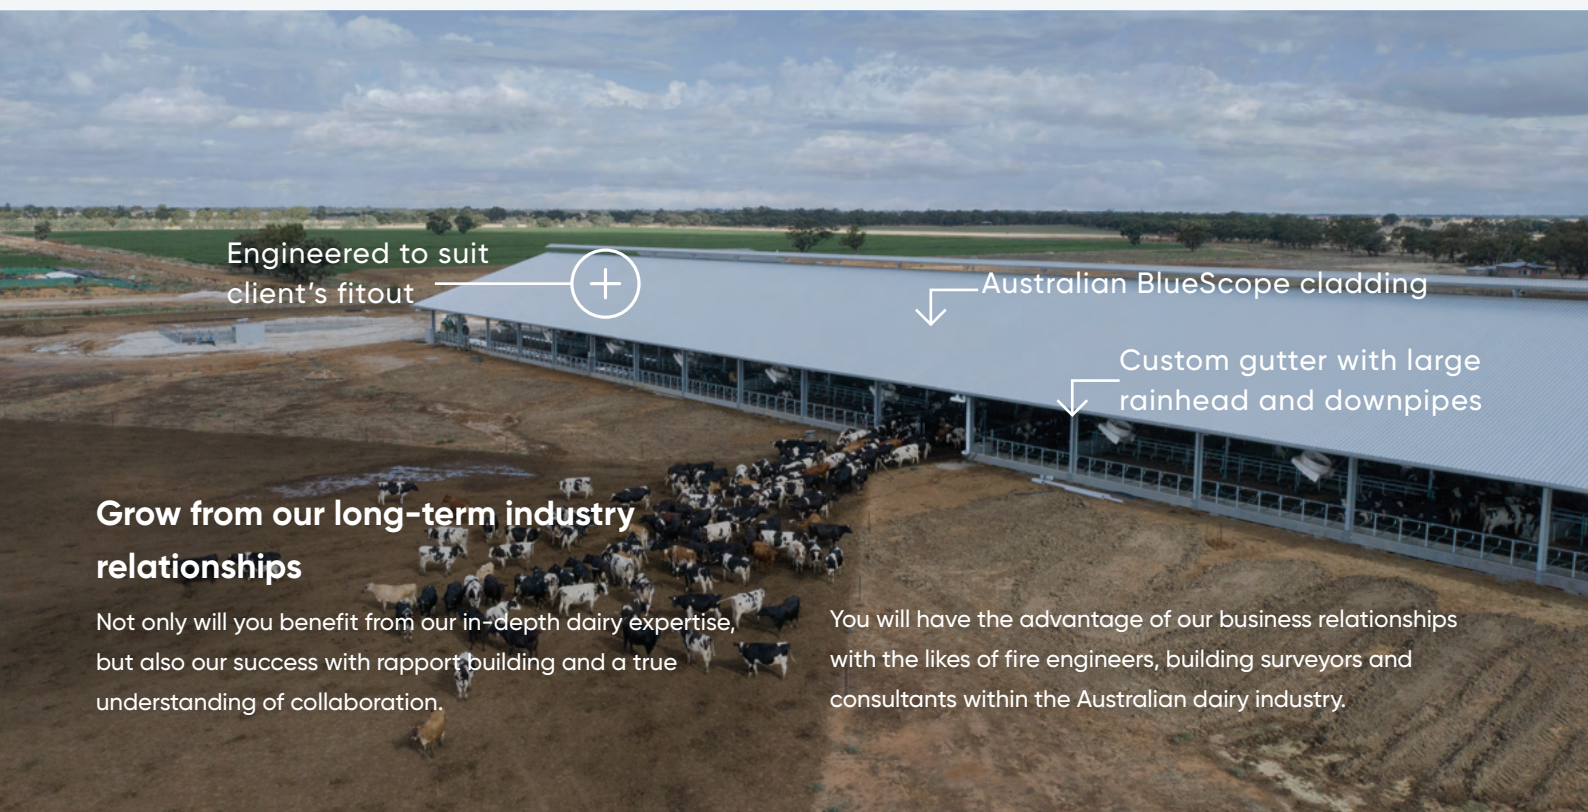 Engineered to suit
client's fitout
Australian BlueScope cladding
Custom gutter with large
rainhead and downpipes
Grow from our long-term industry
relationships
Not only will you benefit from our in-depth dairy expertise,
but also our success with rapport building and a true
understanding of collaboration.
You will have the advantage of our business relationships
with the likes of fire engineers, building surveyors and
consultants within the Australian dairy industry.